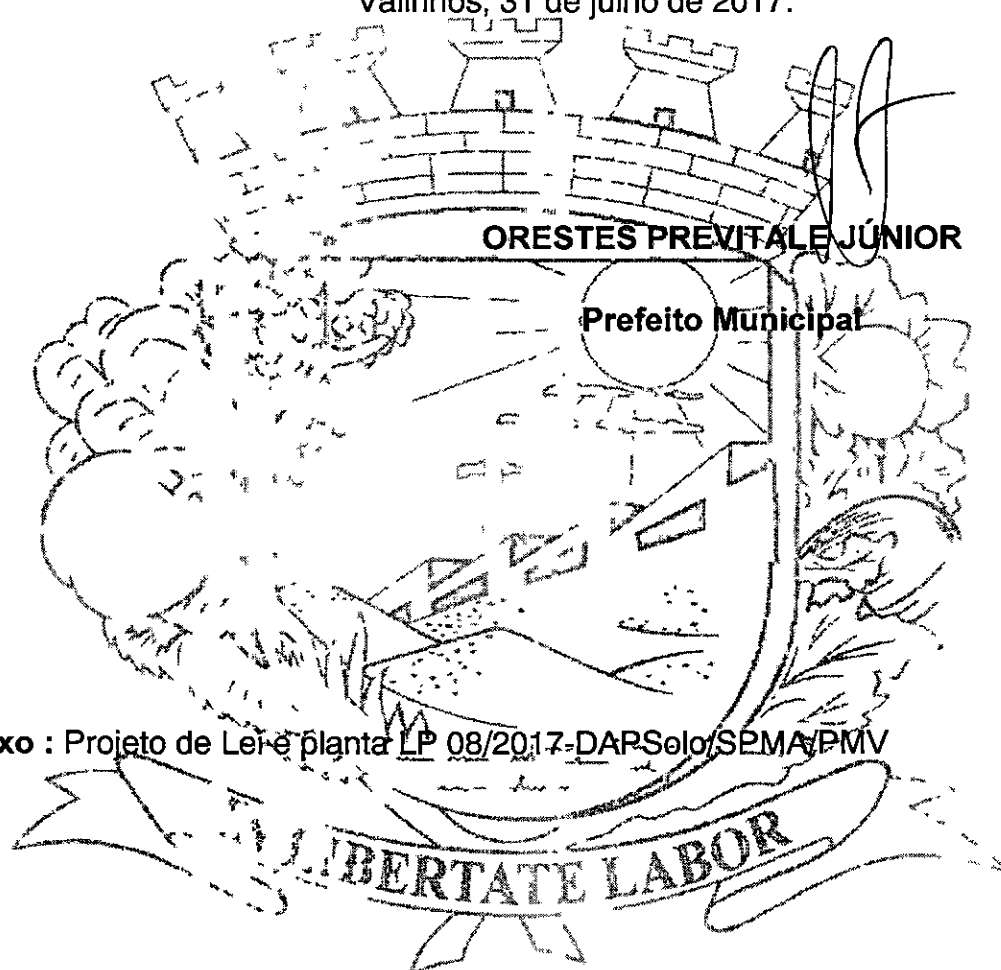 Valinhos, 31 de julho de 2017.
ORESTES PREVITALE JÚNIOR
Prefeito Municipal
xo : Projeto de Lei e planta LP 08/2017-DAPSolo/SPMA/PMV
LIBERTATE LABOR